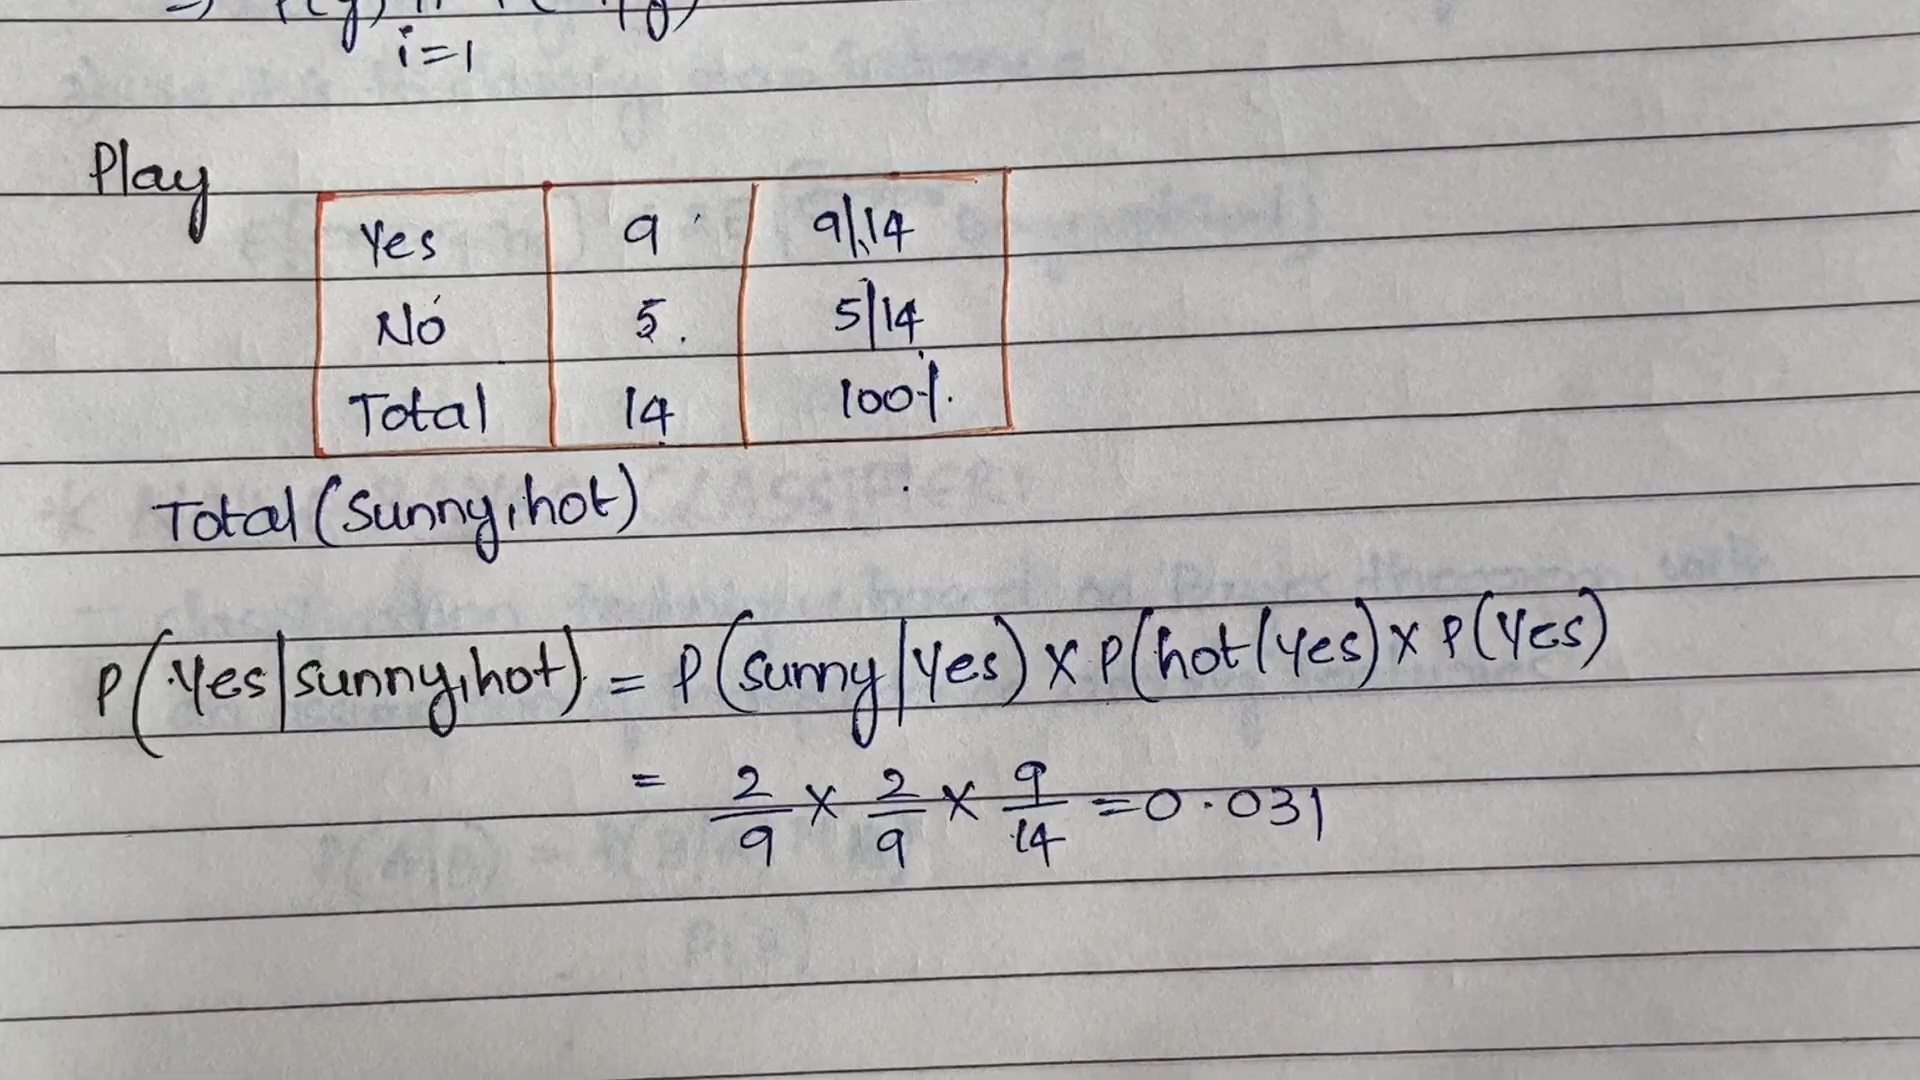 i=1
Play
Yes 9 9/14
No 5 5/14
Total 14 100%
Total (sunny, hot)
P(Yes|sunny, hot) = P(sunny|Yes) x P(hot|Yes) x P(Yes)
= 2/9 x 2/9 x 9/14 = 0.031